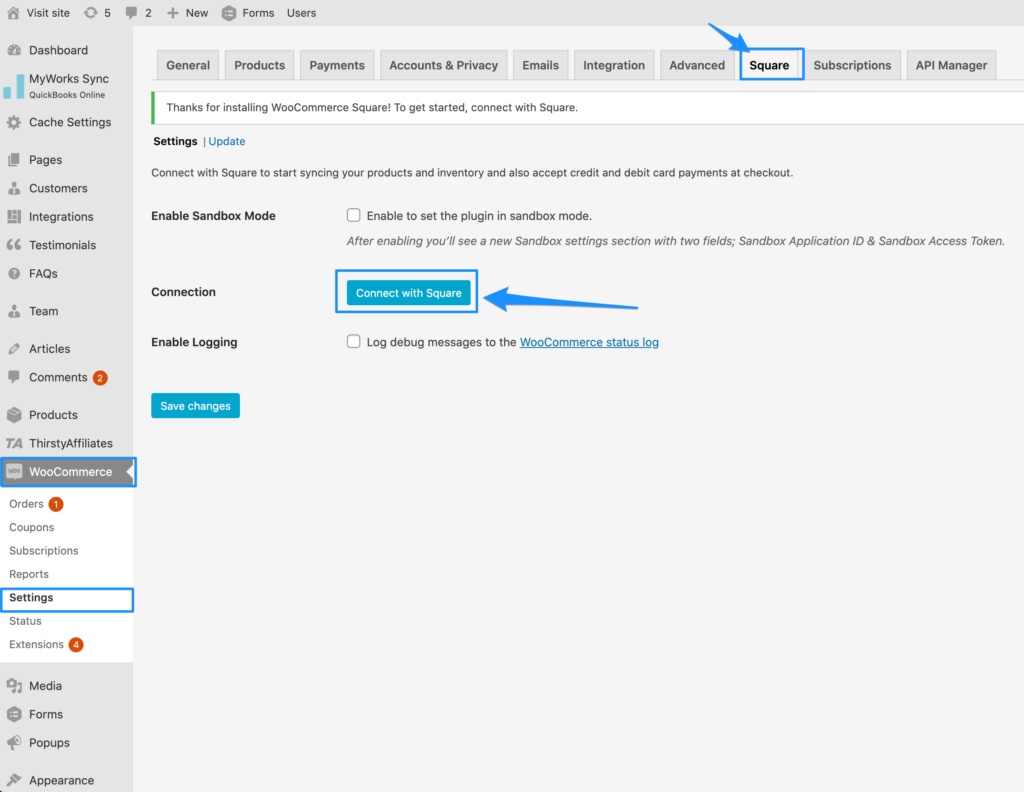 Visit site 5 2 New Forms Users
Dashboard
MyWorks Sync
QuickBooks Online
Cache Settings
Pages
Customers
Integrations
Testimonials
FAQs
Team
Articles
Comments 2
Products
TA ThirstyAffiliates
Woo WooCommerce
Orders 1
Coupons
Subscriptions
Reports
Settings
Status
Extensions 4
Media
Forms
Popups
Appearance
General Products Payments Accounts & Privacy Emails Integration Advanced Square Subscriptions API Manager
Thanks for installing WooCommerce Square! To get started, connect with Square.
Settings | Update
Connect with Square to start syncing your products and inventory and also accept credit and debit card payments at checkout.
Enable Sandbox Mode Enable to set the plugin in sandbox mode.
After enabling you’ll see a new Sandbox settings section with two fields; Sandbox Application ID & Sandbox Access Token.
Connection Connect with Square
Enable Logging Log debug messages to the WooCommerce status log
Save changes